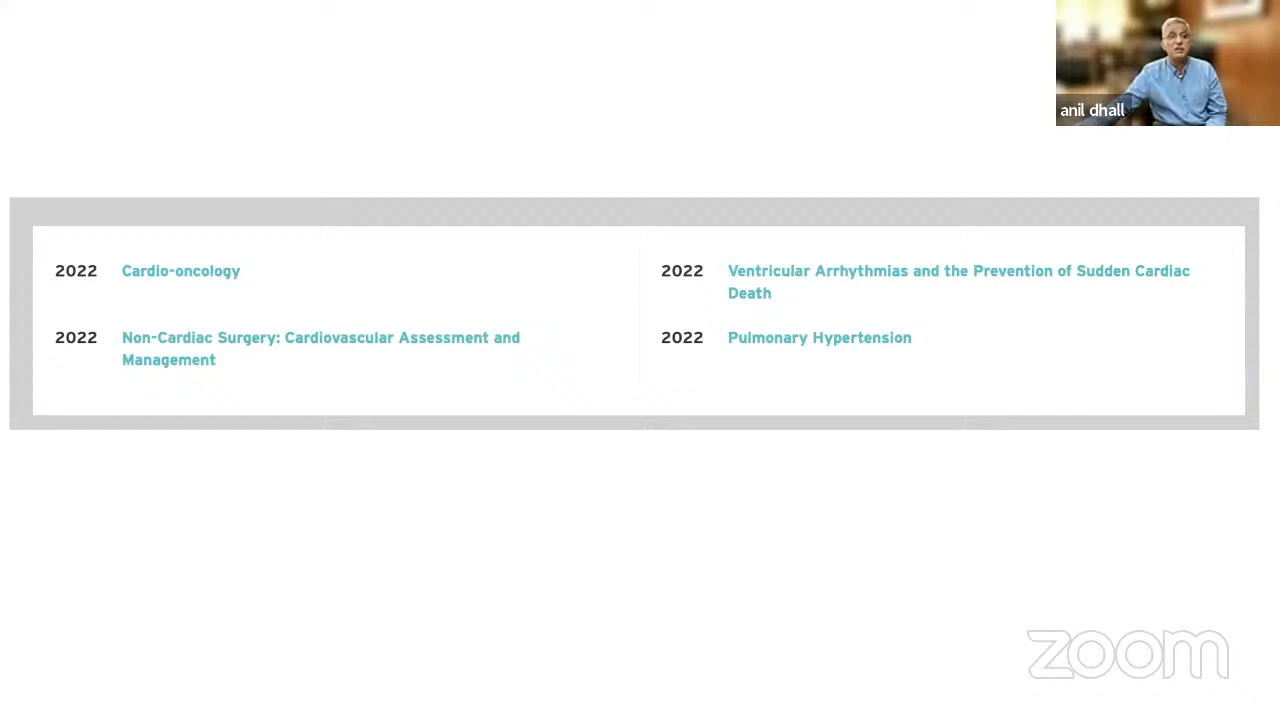 anil dhall
2022 Cardio-oncology
2022 Ventricular Arrhythmias and the Prevention of Sudden Cardiac
Death
2022 Non-Cardiac Surgery: Cardiovascular Assessment and
Management
2022 Pulmonary Hypertension
zoom